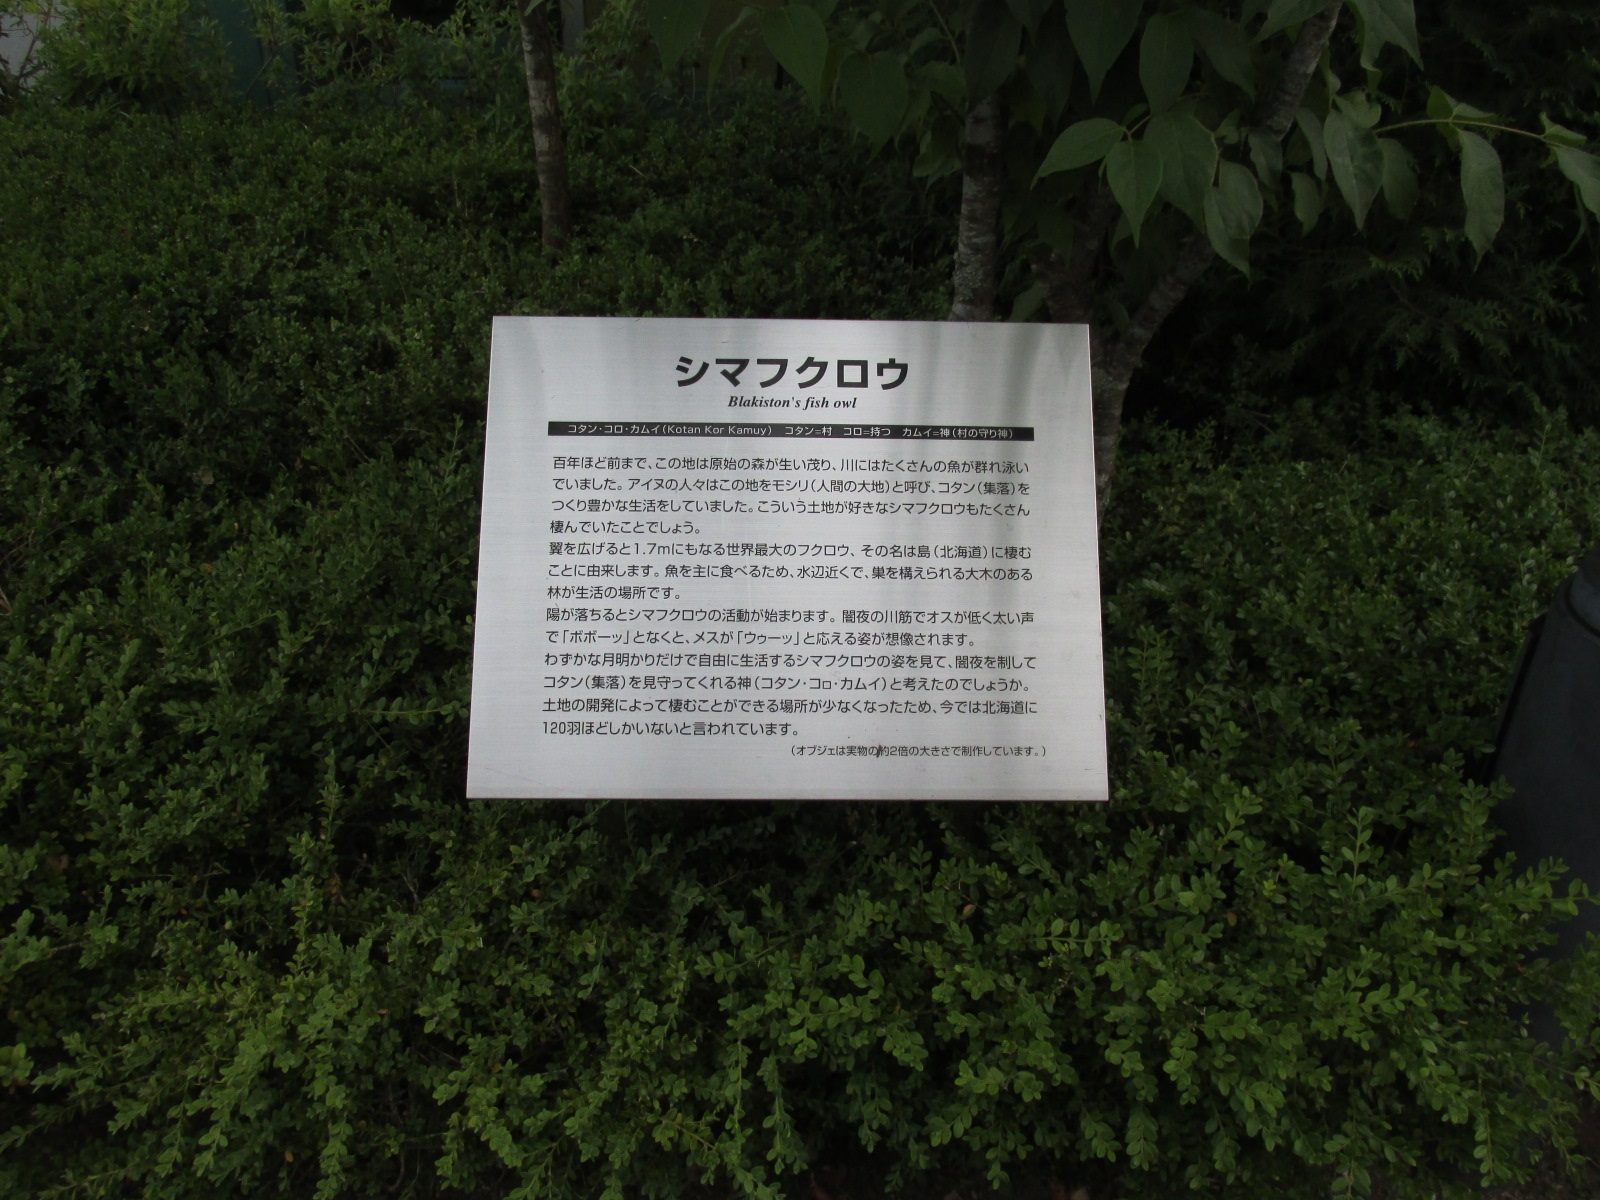 シマフクロウ
Blakiston's fish owl
コタン・コロ・カムイ（Kotan Kor Kamuy） コタン=村 コロ=持つ カムイ=神（村の守り神）
百年ほど前まで、この地は原始の森が生い茂り、川にはたくさんの魚が群れ泳い
でいました。アイヌの人々はこの地をモシリ（人間の大地）と呼び、コタン（集落）を
つくり豊かな生活をしていました。こういう土地が好きなシマフクロウもたくさん
棲んでいたことでしょう。
翼を広げると1.7mにもなる世界最大のフクロウ、その名は島（北海道）に棲む
ことに由来します。魚を主に食べるため、水辺近くで、巣を構えられる大木のある
林が生活の場所です。
陽が落ちるとシマフクロウの活動が始まります。闇夜の川筋でオスが低く太い声
で「ボボーッ」となくと、メスが「ウゥーッ」と応える姿が想像されます。
わずかな月明かりだけで自由に生活するシマフクロウの姿を見て、闇夜を制して
コタン（集落）を見守ってくれる神（コタン・コロ・カムイ）と考えたのでしょうか。
土地の開発によって棲むことができる場所が少なくなったため、今では北海道に
120羽ほどしかいないと言われています。
（オブジェは実物の約2倍の大きさで制作しています。）